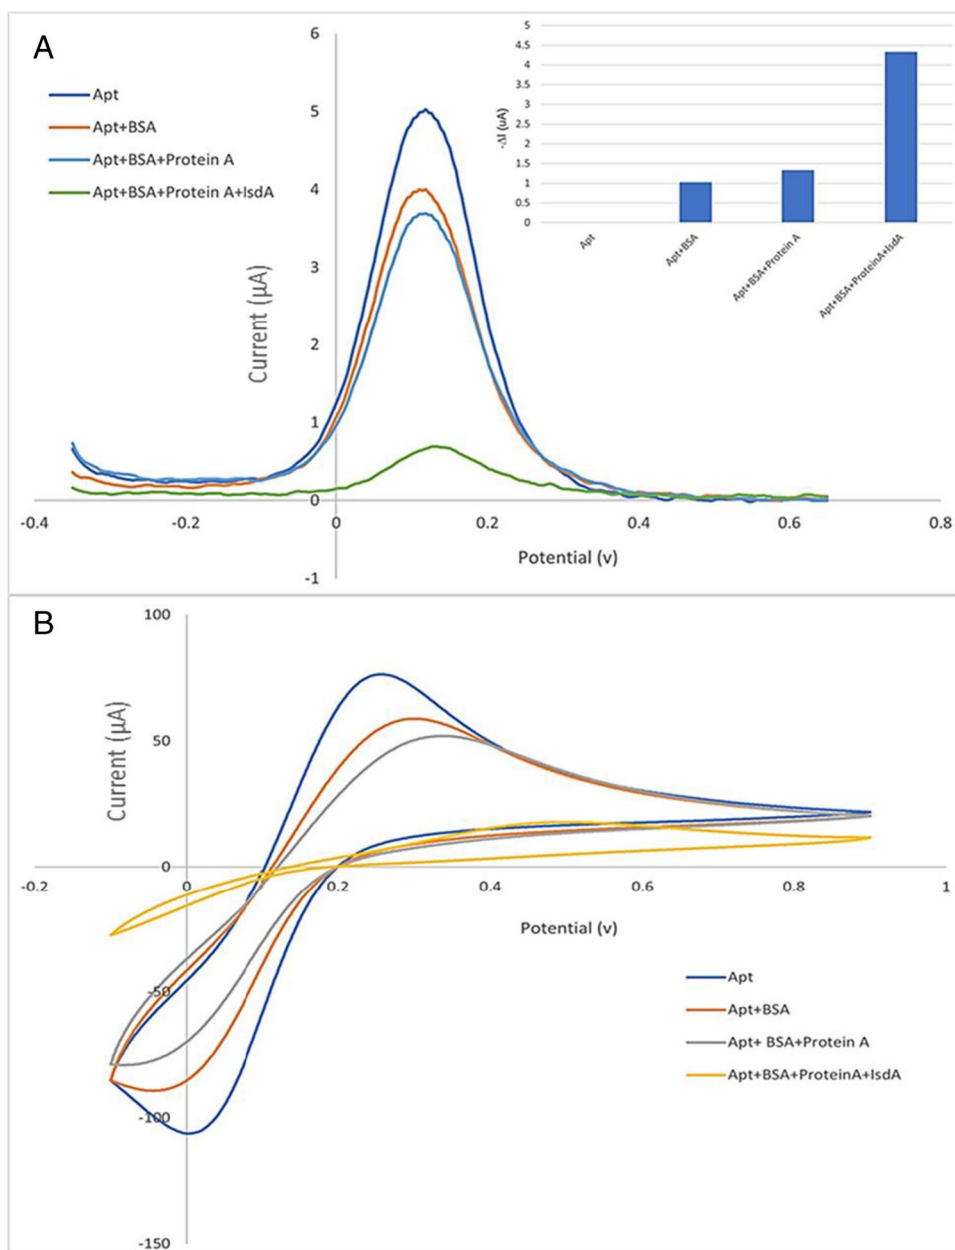 A
Apt
Apt+BSA
Apt+BSA+Protein A
Apt+BSA+Protein A+IsdA
6
5
4
3
2
1
0
-1
Current (µA)
-0.4
-0.2
0
0.2
0.4
0.6
0.8
Potential (v)
5
4.5
4
3.5
3
2.5
2
1.5
1
0.5
0
-ΔI (uA)
Apt
Apt+BSA
Apt+BSA+Protein A
Apt+BSA+ProteinA+IsdA
B
100
50
0
-50
-100
-150
Current (µA)
-0.2
0
0.2
0.4
0.6
0.8
1
Potential (v)
Apt
Apt+BSA
Apt+ BSA+Protein A
Apt+BSA+ProteinA+IsdA